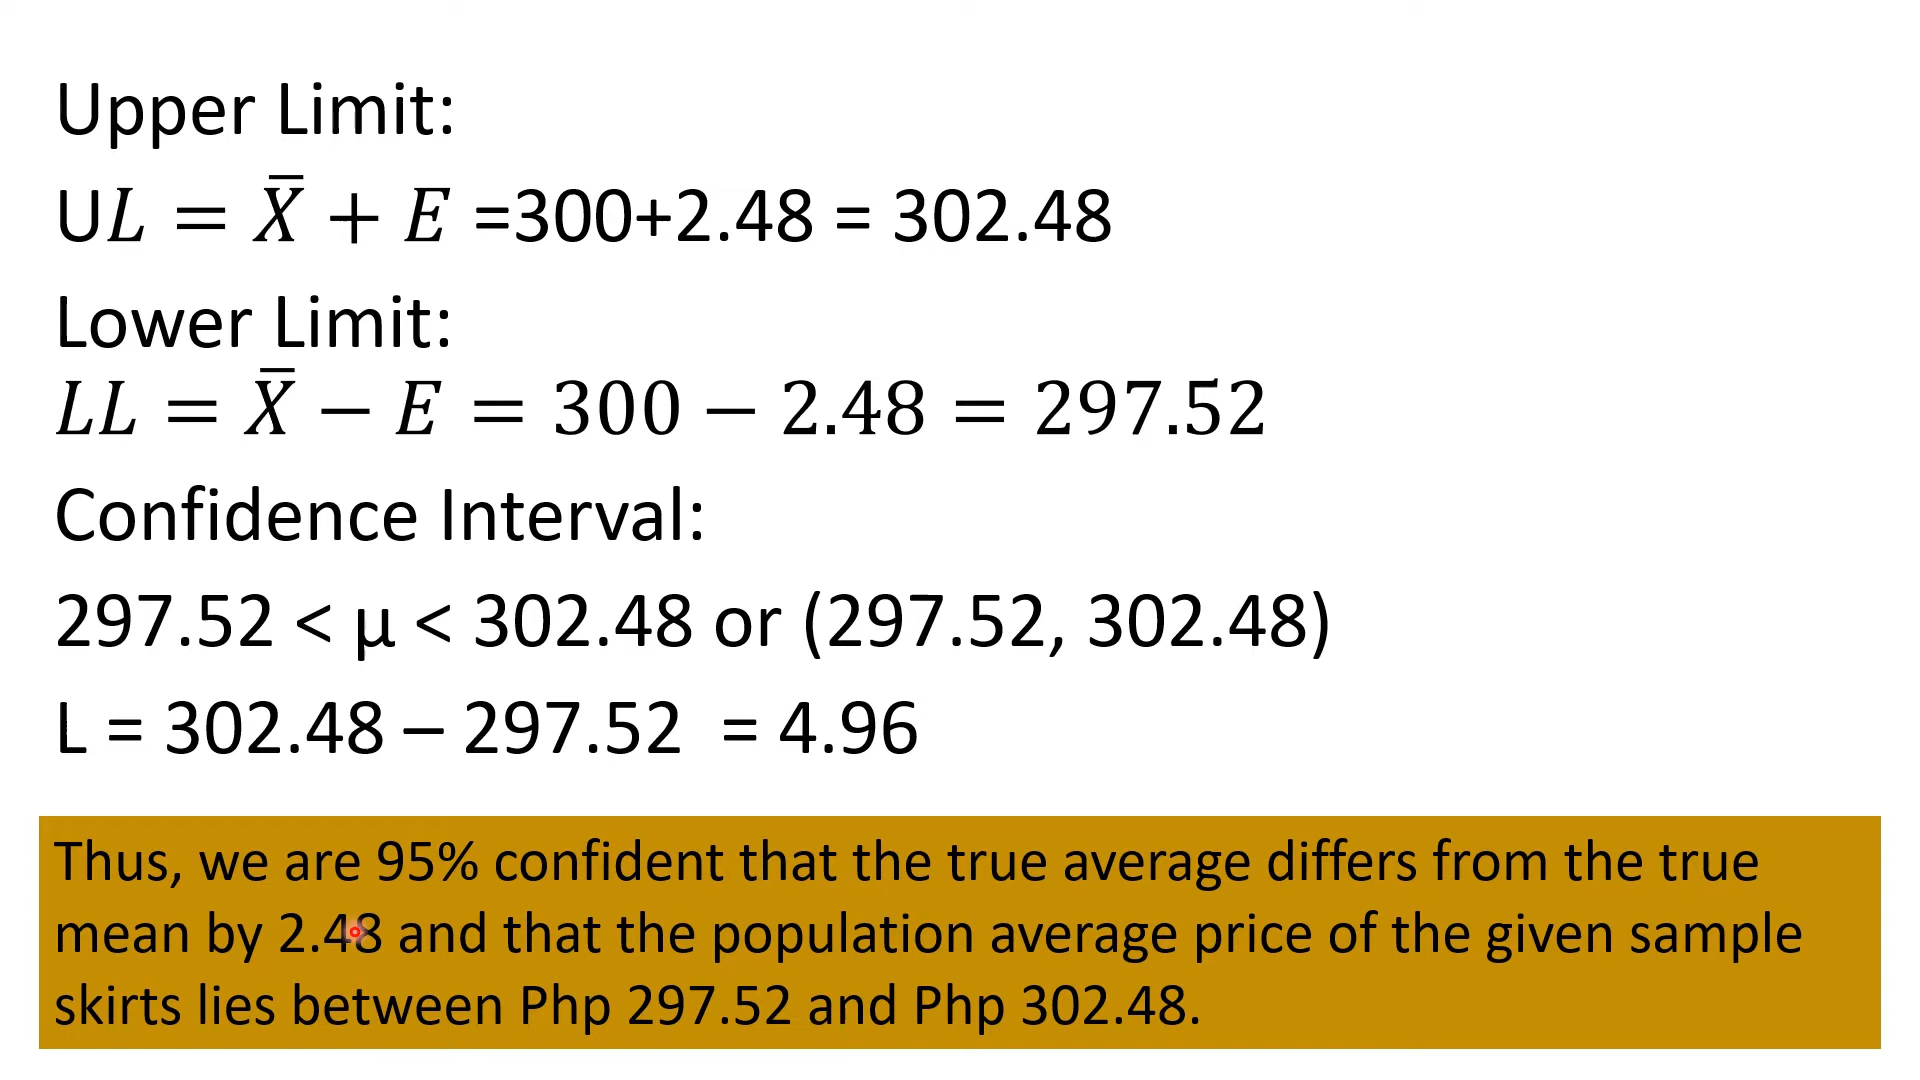 Upper Limit:
UL = X̅ + E =300+2.48 = 302.48
Lower Limit:
LL = X̅ − E = 300 − 2.48 = 297.52
Confidence Interval:
297.52 < μ < 302.48 or (297.52, 302.48)
L = 302.48 – 297.52 = 4.96
Thus, we are 95% confident that the true average differs from the true
mean by 2.48 and that the population average price of the given sample
skirts lies between Php 297.52 and Php 302.48.